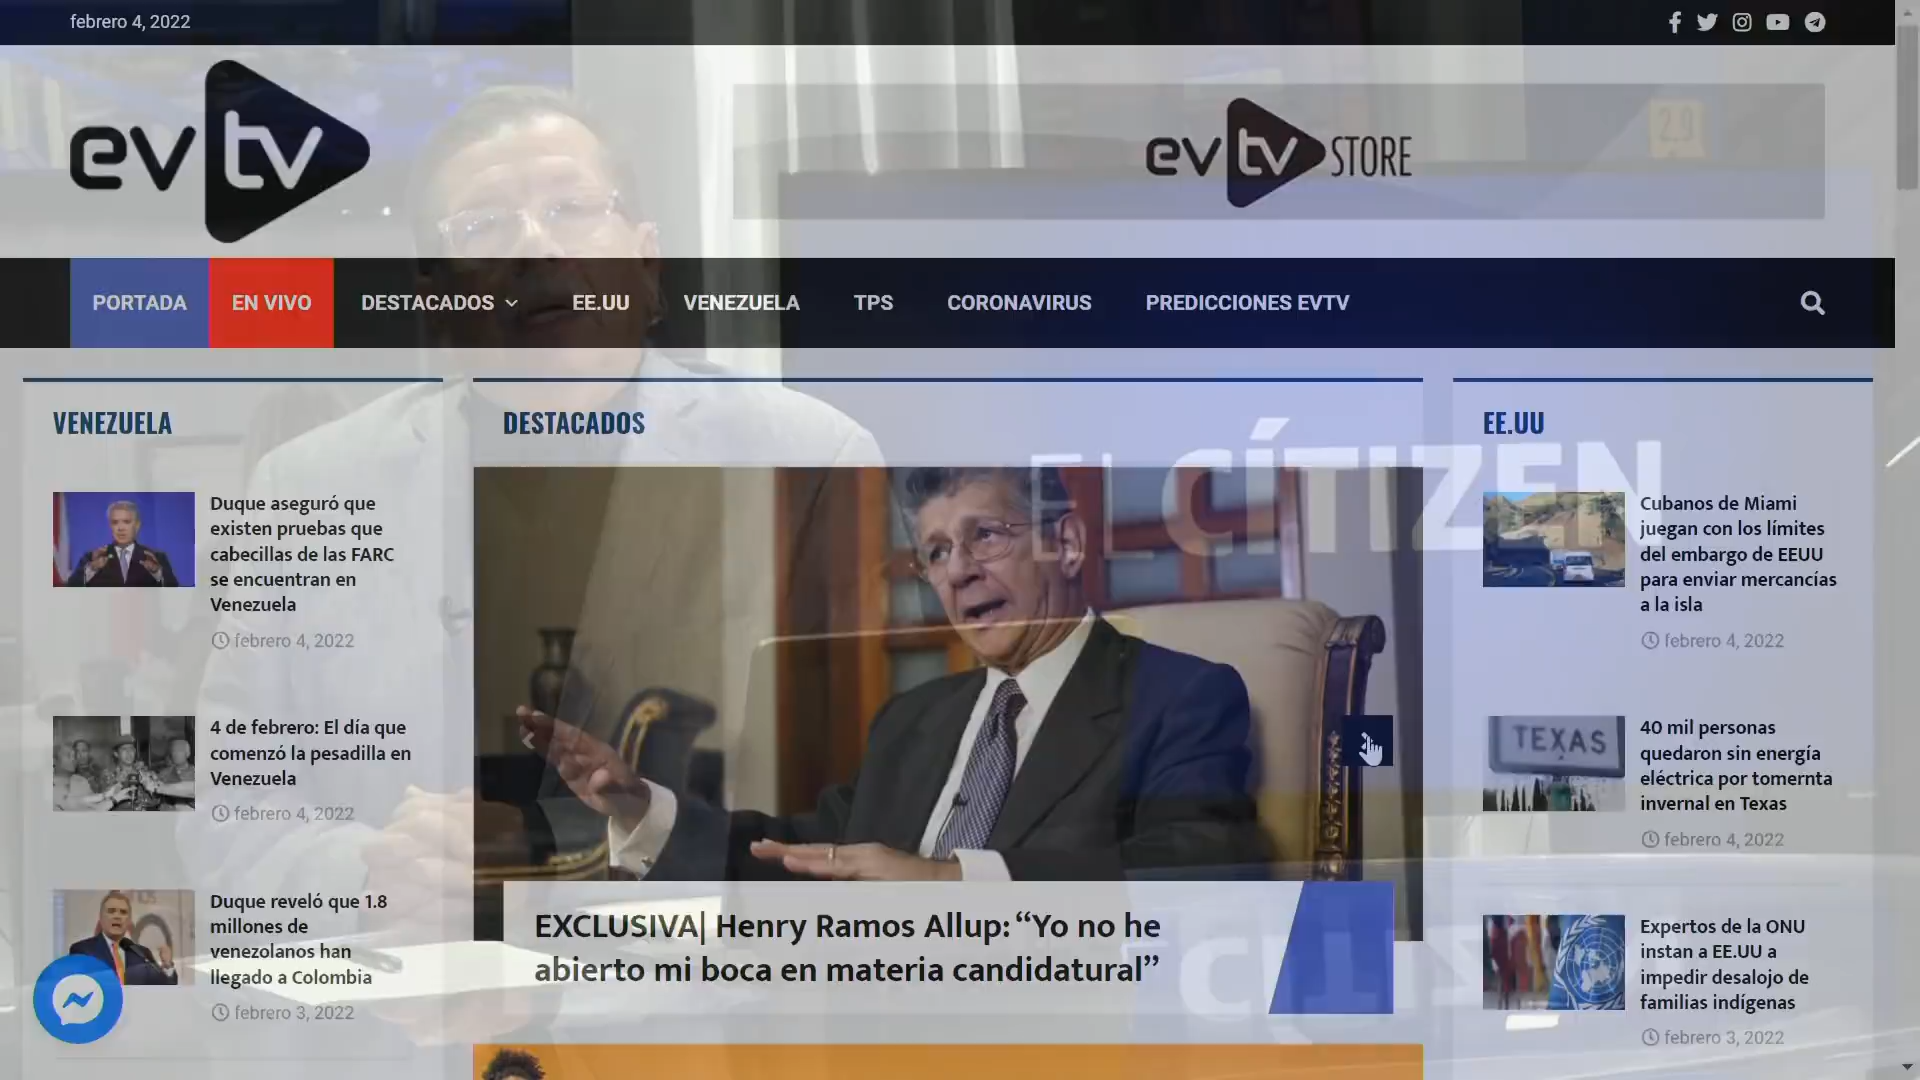 febrero 4, 2022
evtv
evtv STORE
2.9
PORTADA
EN VIVO
DESTACADOS
EE.UU
VENEZUELA
TPS
CORONAVIRUS
PREDICCIONES EVTV
VENEZUELA
Duque aseguró que
existen pruebas que
cabecillas de las FARC
se encuentran en
Venezuela
febrero 4, 2022
4 de febrero: El día que
comenzó la pesadilla en
Venezuela
febrero 4, 2022
Duque reveló que 1.8
millones de
venezolanos han
llegado a Colombia
febrero 3, 2022
DESTACADOS
EL CÍTIZEN
EXCLUSIVA| Henry Ramos Allup: “Yo no he
abierto mi boca en materia candidatural”
EE.UU
Cubanos de Miami
juegan con los límites
del embargo de EEUU
para enviar mercancías
a la isla
febrero 4, 2022
TEXAS
40 mil personas
quedaron sin energía
eléctrica por tomernta
invernal en Texas
febrero 4, 2022
Expertos de la ONU
instan a EE.UU a
impedir desalojo de
familias indígenas
febrero 3, 2022